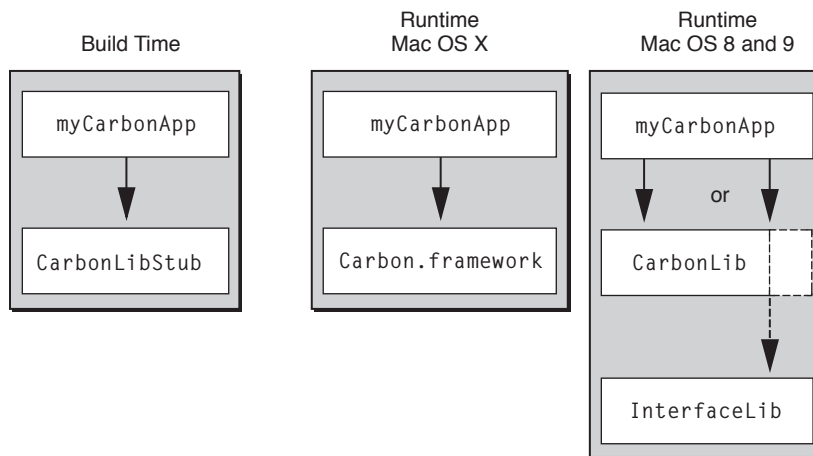 Build Time
myCarbonApp
CarbonLibStub
Runtime
Mac OS X
myCarbonApp
Carbon.framework
Runtime
Mac OS 8 and 9
myCarbonApp
or
CarbonLib
InterfaceLib